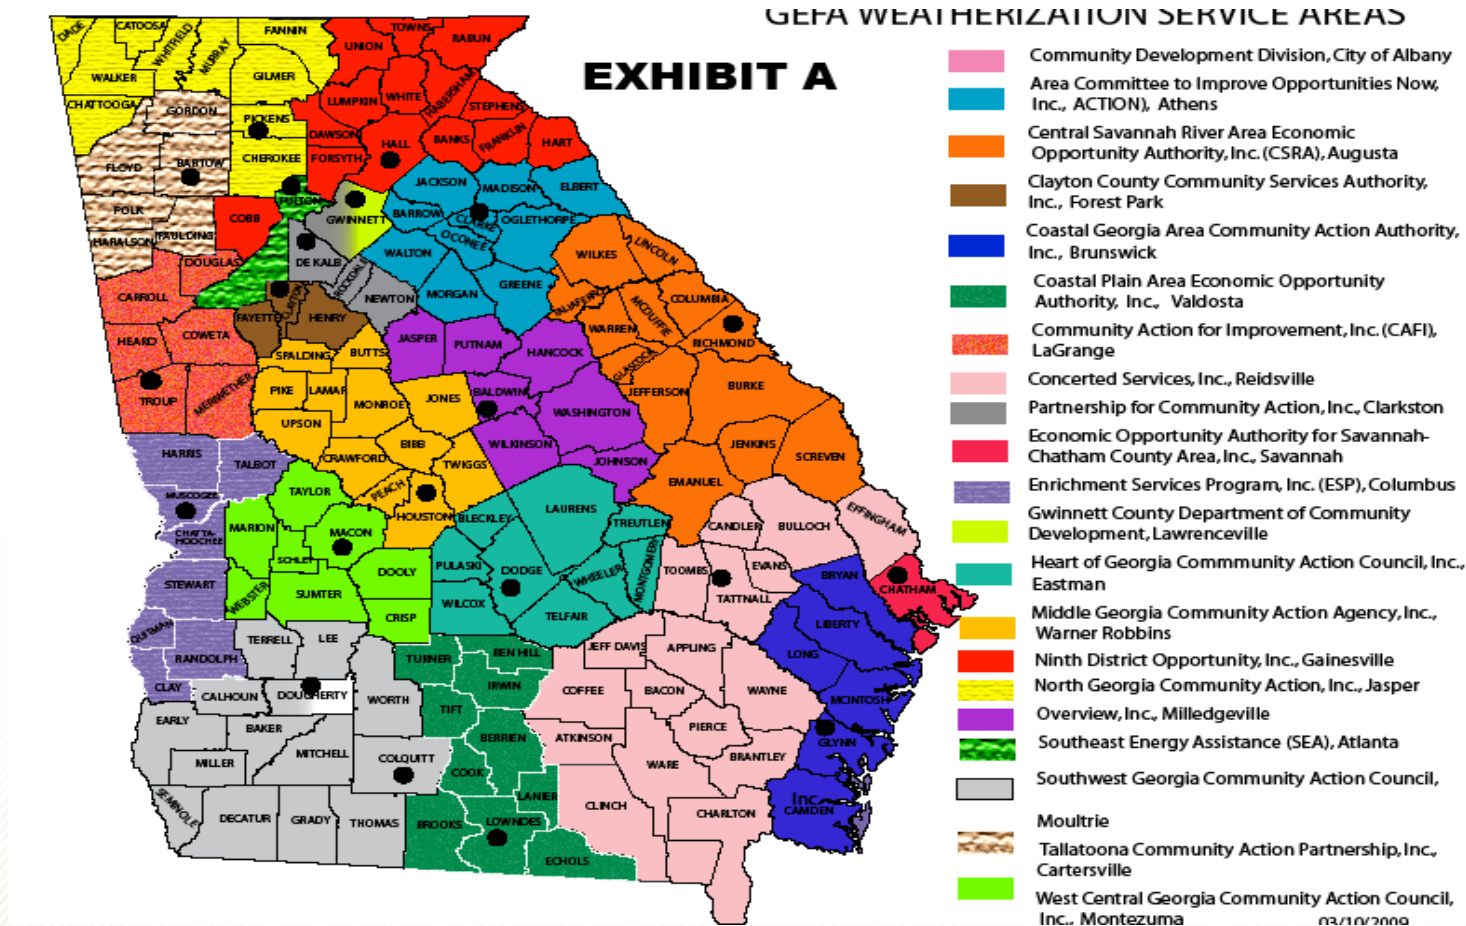 GEFA WEATHERIZATION SERVICE AREAS
EXHIBIT A
Community Development Division, City of Albany
Area Committee to Improve Opportunities Now,
Inc., ACTION), Athens
Central Savannah River Area Economic
Opportunity Authority, Inc. (CSRA), Augusta
Clayton County Community Services Authority,
Inc., Forest Park
Coastal Georgia Area Community Action Authority,
Inc., Brunswick
Coastal Plain Area Economic Opportunity
Authority, Inc., Valdosta
Community Action for Improvement, Inc. (CAFI),
LaGrange
Concerted Services, Inc., Reidsville
Partnership for Community Action, Inc., Clarkston
Economic Opportunity Authority for Savannah-
Chatham County Area, Inc., Savannah
Enrichment Services Program, Inc. (ESP), Columbus
Gwinnett County Department of Community
Development, Lawrenceville
Heart of Georgia Commmunity Action Council, Inc.,
Eastman
Middle Georgia Community Action Agency, Inc.,
Warner Robbins
Ninth District Opportunity, Inc., Gainesville
North Georgia Community Action, Inc., Jasper
Overview, Inc., Milledgeville
Southeast Energy Assistance (SEA), Atlanta
Southwest Georgia Community Action Council,
Moultrie
Tallatoona Community Action Partnership, Inc.,
Cartersville
West Central Georgia Community Action Council,
Inc., Montezuma
03/10/2009
DADE
CATOOSA
WHITFIELD
MURRAY
FANNIN
UNION
TOWNS
RABUN
WALKER
GILMER
CHATTOOGA
GORDON
PICKENS
LUMPKIN
WHITE
HABERSHAM
STEPHENS
DAWSON
HALL
BANKS
FRANKLIN
HART
FLOYD
BARTOW
CHEROKEE
FORSYTH
JACKSON
MADISON
ELBERT
POLK
COBB
FULTON
GWINNETT
BARROW
CLARKE
OGLETHORPE
HARALSON
PAULDING
DOUGLAS
DE KALB
ROCKDALE
WALTON
OCONEE
WILKES
LINCOLN
CARROLL
CLAYTON
NEWTON
MORGAN
GREENE
TALIAFERRO
MCDUFFIE
COLUMBIA
FAYETTE
HENRY
WARREN
RICHMOND
HEARD
COWETA
SPALDING
BUTTS
JASPER
PUTNAM
HANCOCK
GLASCOCK
TROUP
MERIWETHER
PIKE
LAMAR
MONROE
JONES
BALDWIN
WASHINGTON
JEFFERSON
BURKE
UPSON
BIBB
WILKINSON
JENKINS
SCREVEN
HARRIS
TALBOT
CRAWFORD
TWIGGS
JOHNSON
EMANUEL
MUSCOGEE
TAYLOR
PEACH
HOUSTON
BLECKLEY
LAURENS
TREUTLEN
CANDLER
BULLOCH
EFFINGHAM
CHATTA-
HOOCHEE
MARION
MACON
SCHLEY
DOOLY
PULASKI
DODGE
WHEELER
MONTGOMERY
TOOMBS
EVANS
BRYAN
CHATHAM
STEWART
WEBSTER
SUMTER
CRISP
WILCOX
TELFAIR
TATTNALL
LIBERTY
QUITMAN
TERRELL
LEE
TURNER
BEN HILL
JEFF DAVIS
APPLING
LONG
RANDOLPH
CLAY
CALHOUN
DOUGHERTY
WORTH
IRWIN
COFFEE
BACON
WAYNE
MCINTOSH
EARLY
BAKER
TIFT
PIERCE
MITCHELL
COLQUITT
BERRIEN
ATKINSON
GLYNN
MILLER
COOK
WARE
BRANTLEY
SEMINOLE
DECATUR
GRADY
THOMAS
BROOKS
LANIER
LOWNDES
CLINCH
CHARLTON
Inc.
CAMDEN
ECHOLS